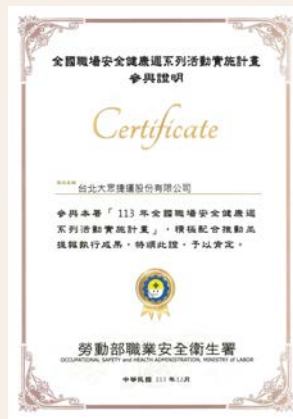 全國職場安全健康週系列活動實施計畫
參與證明
Certificate
台北大眾捷運股份有限公司
參與本署「113 年全國職場安全健康週
系列活動實施計畫」，積極配合推動並
提報執行成果，特頒此證，予以肯定。
勞動部職業安全衛生署
OCCUPATIONAL SAFETY and HEALTH ADMINISTRATION, MINISTRY of LABOR
中華民國 113 年12月